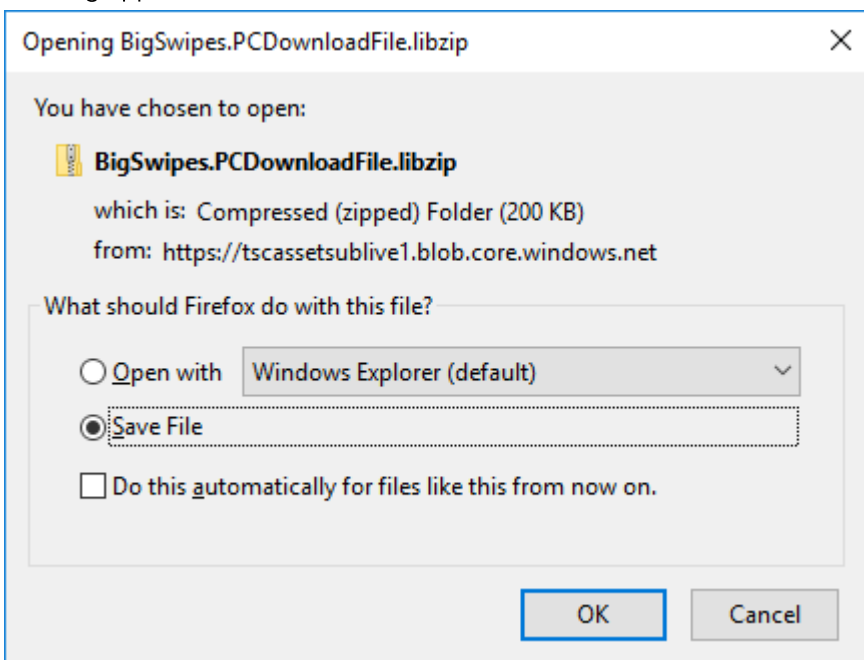 Opening BigSwipes.PCDownloadFile.libzip
You have chosen to open:
BigSwipes.PCDownloadFile.libzip
which is: Compressed (zipped) Folder (200 KB)
from: https://tscassetsublive1.blob.core.windows.net
What should Firefox do with this file?
Open with Windows Explorer (default)
Save File
Do this automatically for files like this from now on.
OK Cancel